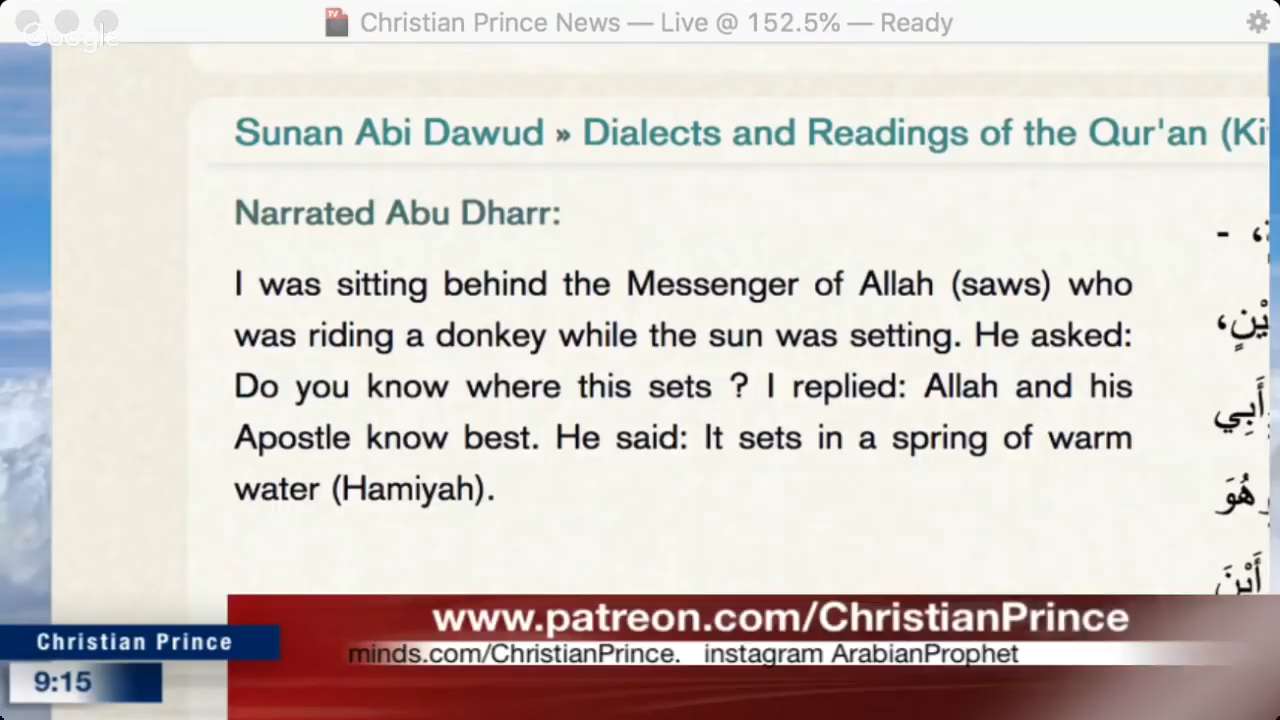 Christian Prince News — Live @ 152.5% — Ready
Google
Sunan Abi Dawud » Dialects and Readings of the Qur'an (Ki
Narrated Abu Dharr:
I was sitting behind the Messenger of Allah (saws) who
was riding a donkey while the sun was setting. He asked:
Do you know where this sets ? I replied: Allah and his
Apostle know best. He said: It sets in a spring of warm
water (Hamiyah).
أَبِي
هُوَ
أَيْنَ
www.patreon.com/ChristianPrince
minds.com/ChristianPrince. instagram ArabianProphet
Christian Prince
9:15